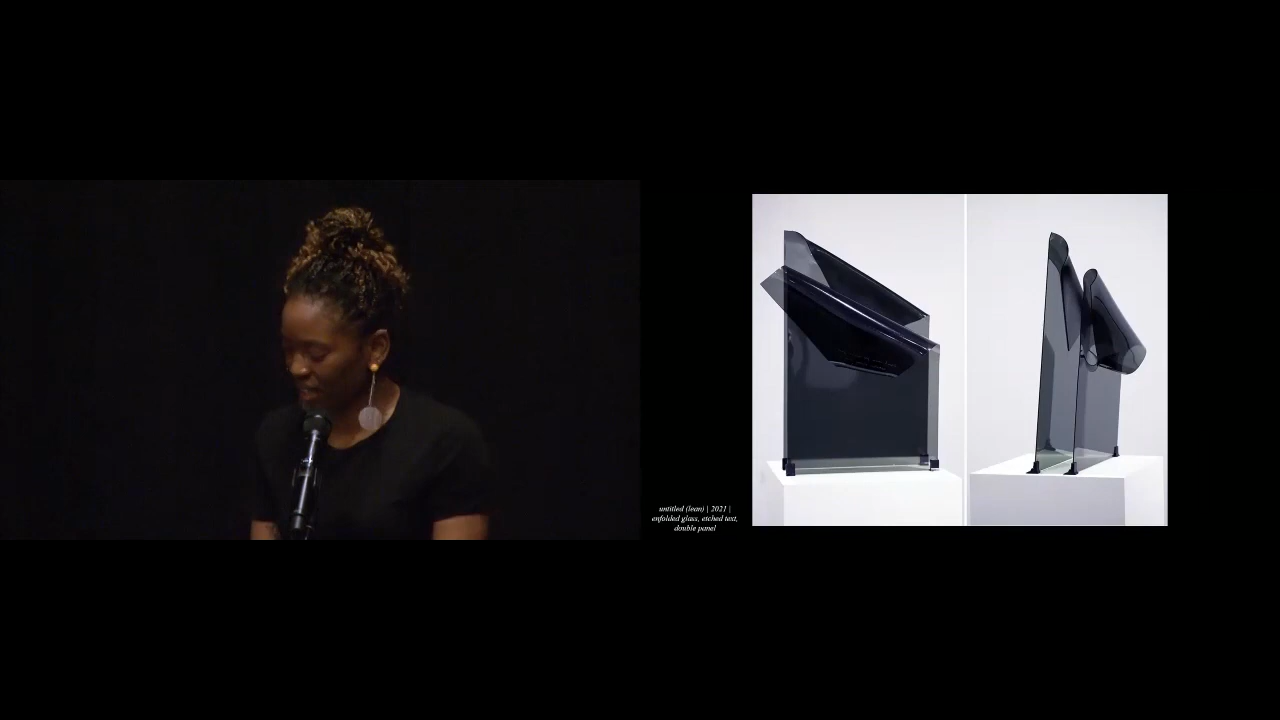 untitled (lean) | 2021 |
enfolded glass, etched text,
double panel